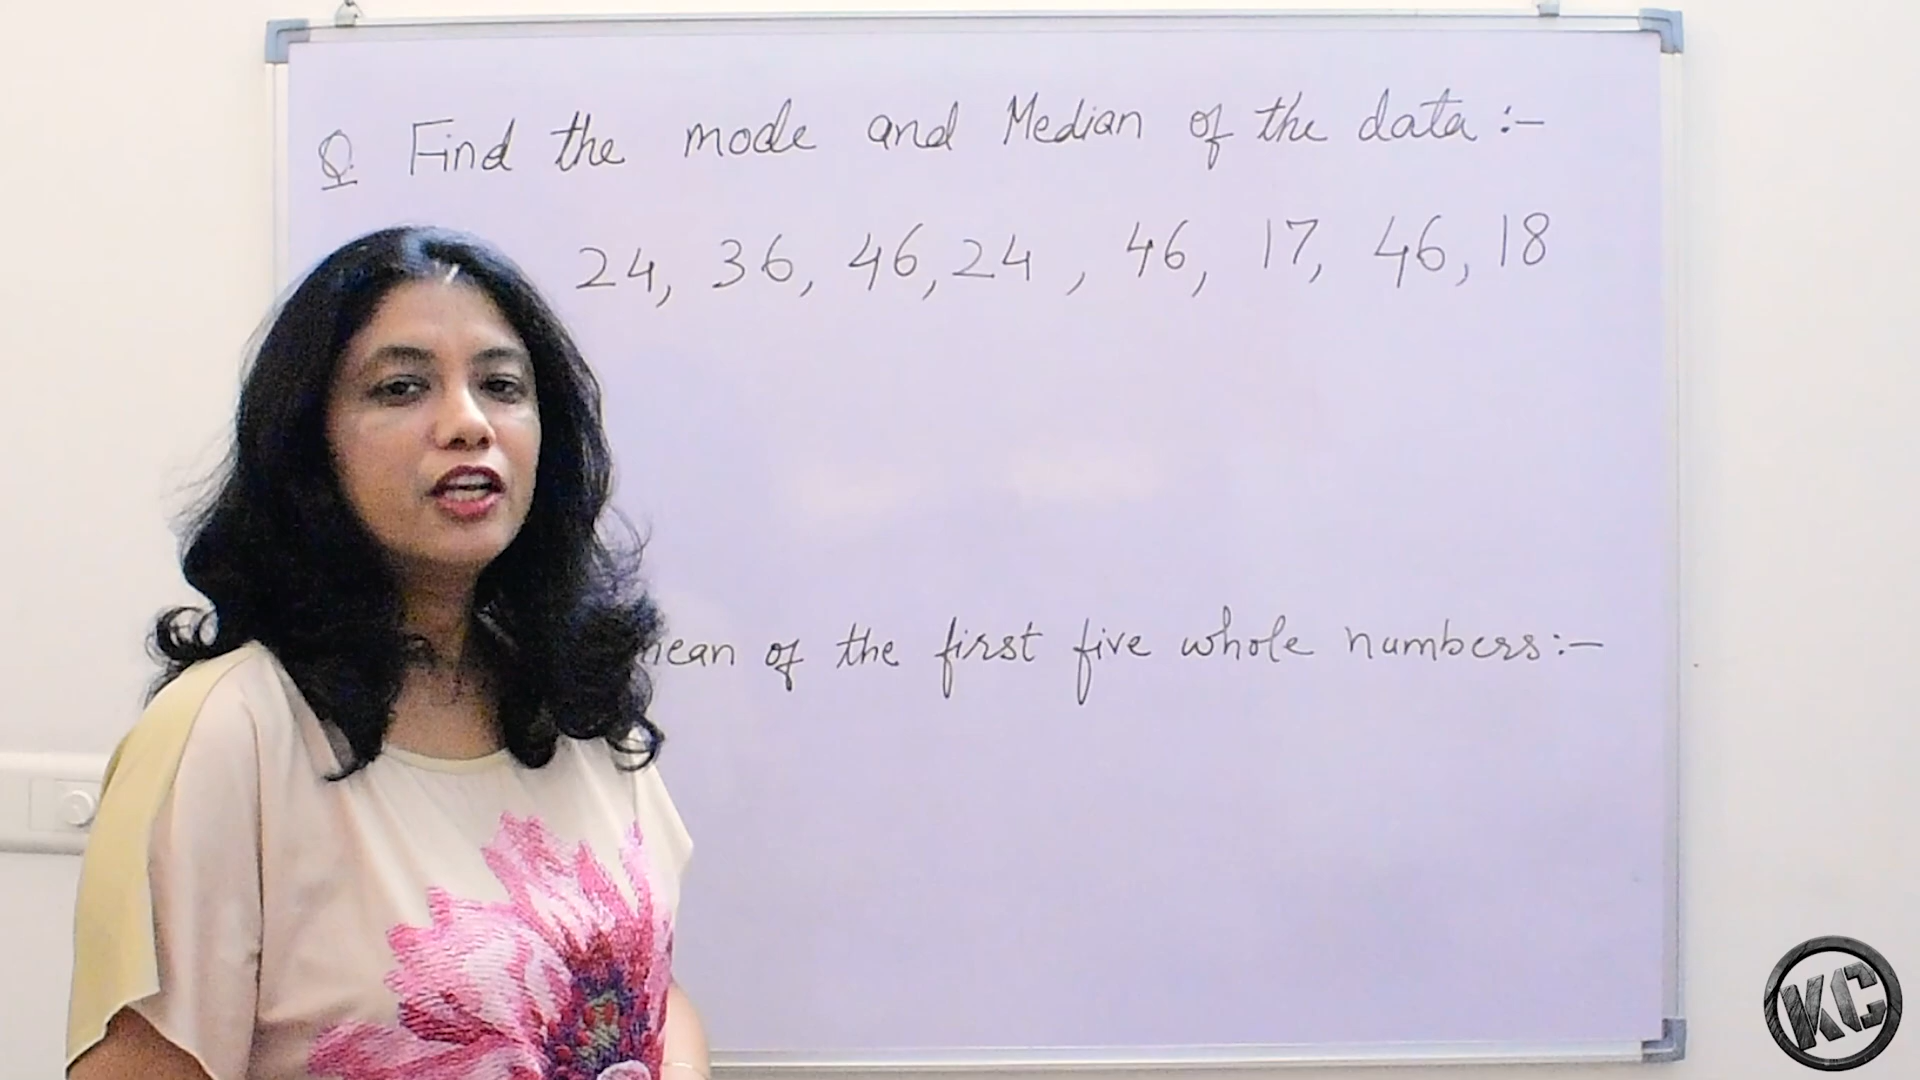 Q Find the mode and Median of the data :-
24, 36, 46, 24 , 46, 17, 46, 18
of the first five whole numbers:-
KC